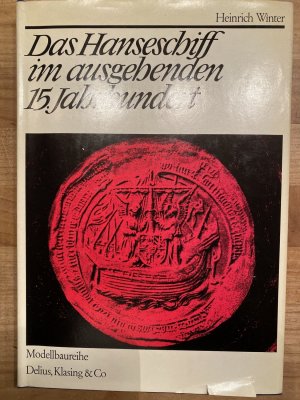 Heinrich Winter
Das Hanseschiff
im ausgehenden
15. Jahrhundert
Modellbaureihe
Delius, Klasing & Co